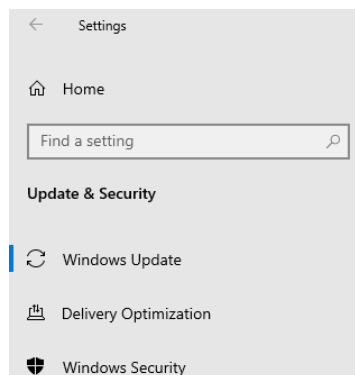 Settings
Home
Find a setting
Update & Security
Windows Update
Delivery Optimization
Windows Security